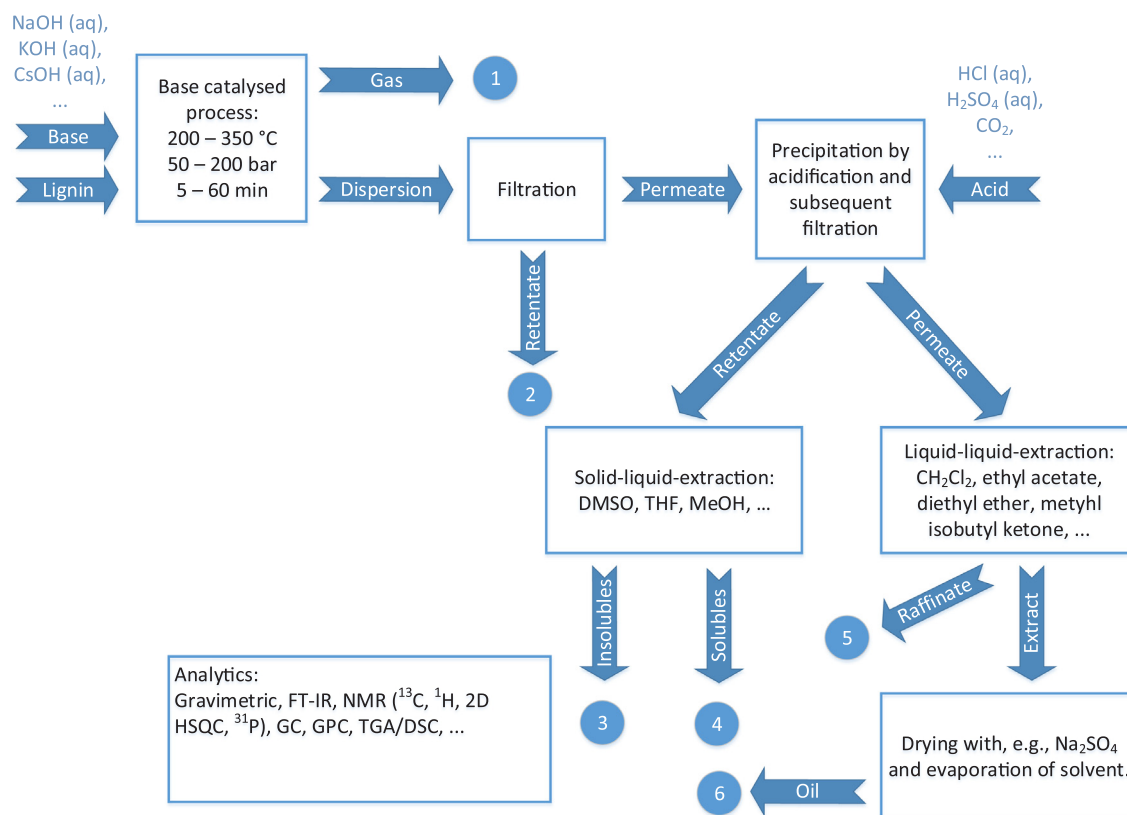 NaOH (aq),
KOH (aq),
CsOH (aq),
...
Base
Lignin
Base catalysed
process:
200 – 350 °C
50 – 200 bar
5 – 60 min
Gas
1
Dispersion
Filtration
Permeate
Precipitation by
acidification and
subsequent
filtration
HCl (aq),
H₂SO₄ (aq),
CO₂,
...
Acid
Retentate
2
Retentate
Permeate
Solid-liquid-extraction:
DMSO, THF, MeOH, ...
Liquid-liquid-extraction:
CH₂Cl₂, ethyl acetate,
diethyl ether, metyhl
isobutyl ketone, ...
Insolubles
Solubles
Raffinate
Extract
5
3
4
Analytics:
Gravimetric, FT-IR, NMR (¹³C, ¹H, 2D
HSQC, ³¹P), GC, GPC, TGA/DSC, ...
Drying with, e.g., Na₂SO₄
and evaporation of solvent.
Oil
6